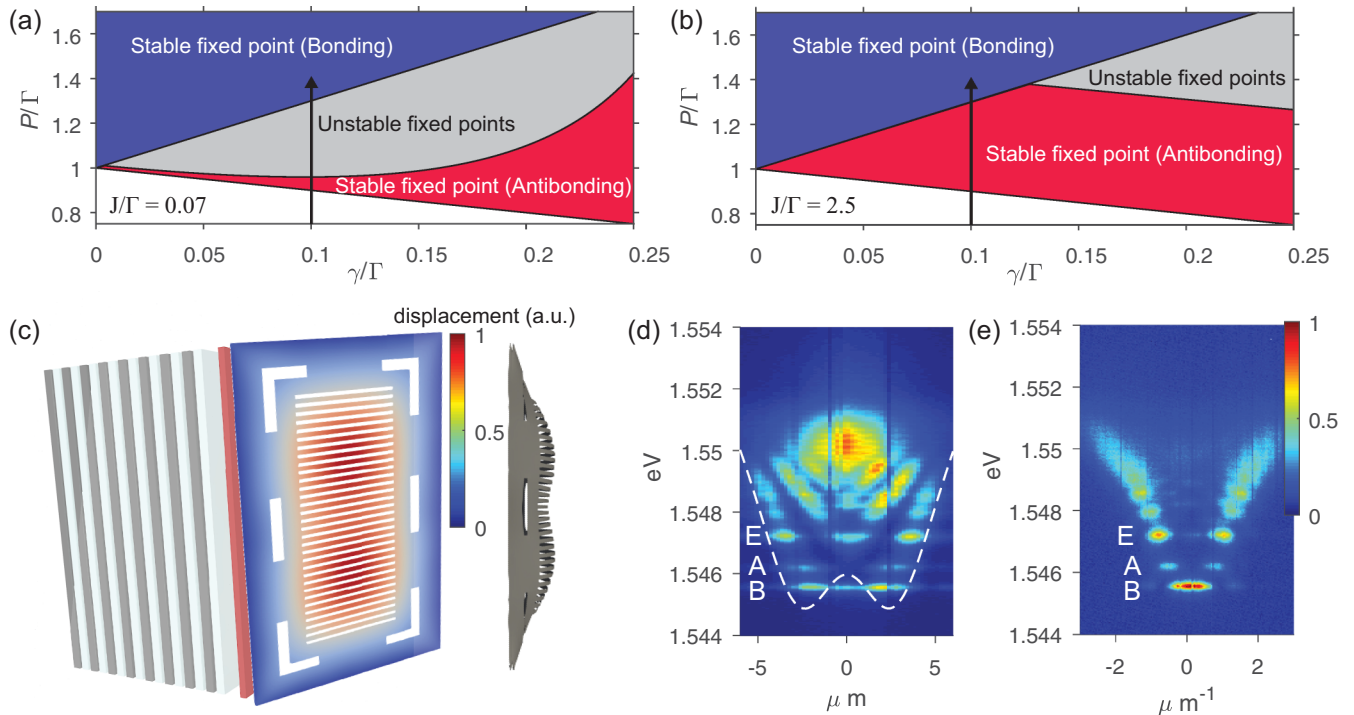 (a)
1.6
1.4
1.2
1
0.8
P/Γ
Stable fixed point (Bonding)
Unstable fixed points
Stable fixed point (Antibonding)
J/Γ = 0.07
0
0.05
0.1
0.15
0.2
0.25
γ/Γ
(b)
1.6
1.4
1.2
1
0.8
P/Γ
Stable fixed point (Bonding)
Unstable fixed points
Stable fixed point (Antibonding)
J/Γ = 2.5
0
0.05
0.1
0.15
0.2
0.25
γ/Γ
(c)
displacement (a.u.)
1
0.5
0
(d)
1.554
1.552
1.55
1.548
1.546
1.544
eV
E
A
B
-5
0
5
μ m
(e)
1.554
1.552
1.55
1.548
1.546
1.544
eV
E
A
B
-2
0
2
μ m-1
1
0.5
0